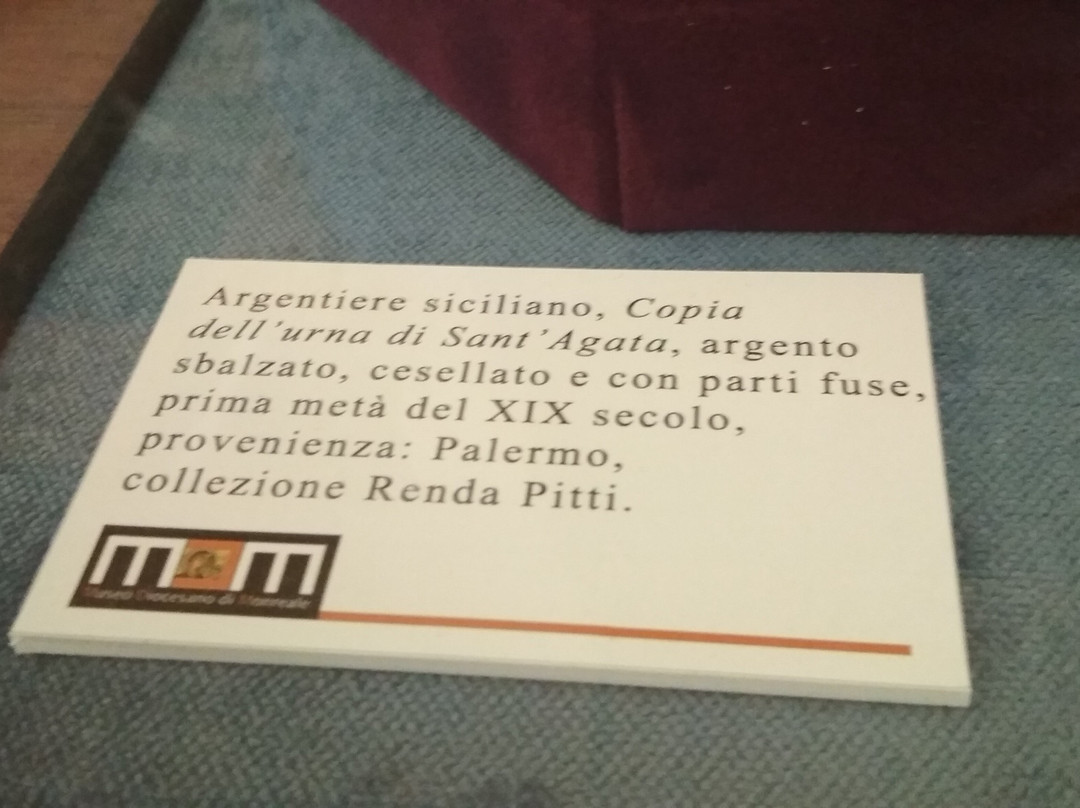 Argentiere siciliano, Copia
dell'urna di Sant'Agata, argento
sbalzato, cesellato e con parti fuse,
prima metà del XIX secolo,
provenienza: Palermo,
collezione Renda Pitti.
Museo Diocesano di Monreale